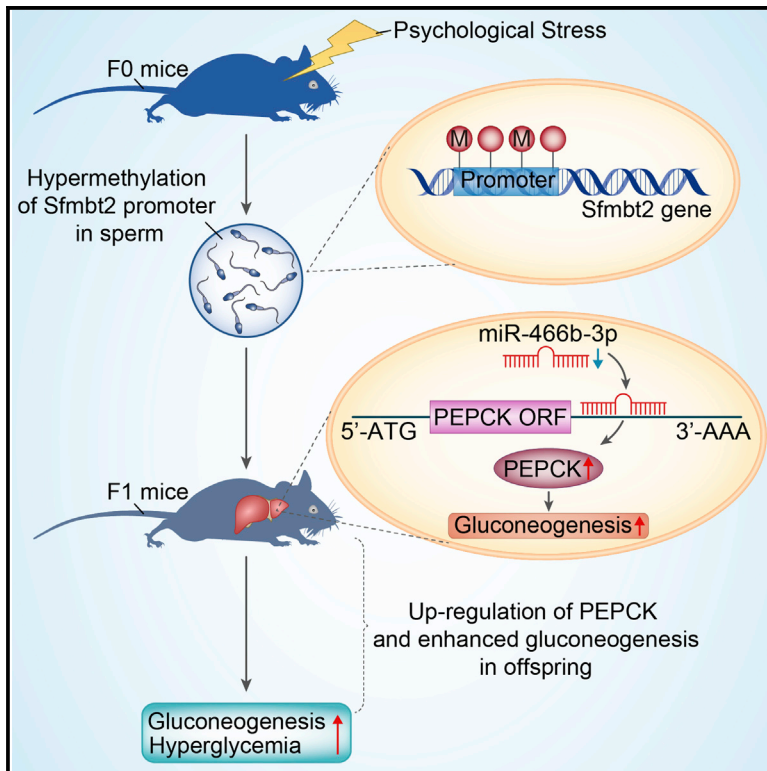 Psychological Stress
F0 mice
Hypermethylation
of Sfmbt2 promoter
in sperm
M M
Promoter
Sfmbt2 gene
miR-466b-3p
PEPCK ORF
5'-ATG 3'-AAA
PEPCK
Gluconeogenesis
F1 mice
Up-regulation of PEPCK
and enhanced gluconeogenesis
in offspring
Gluconeogenesis
Hyperglycemia